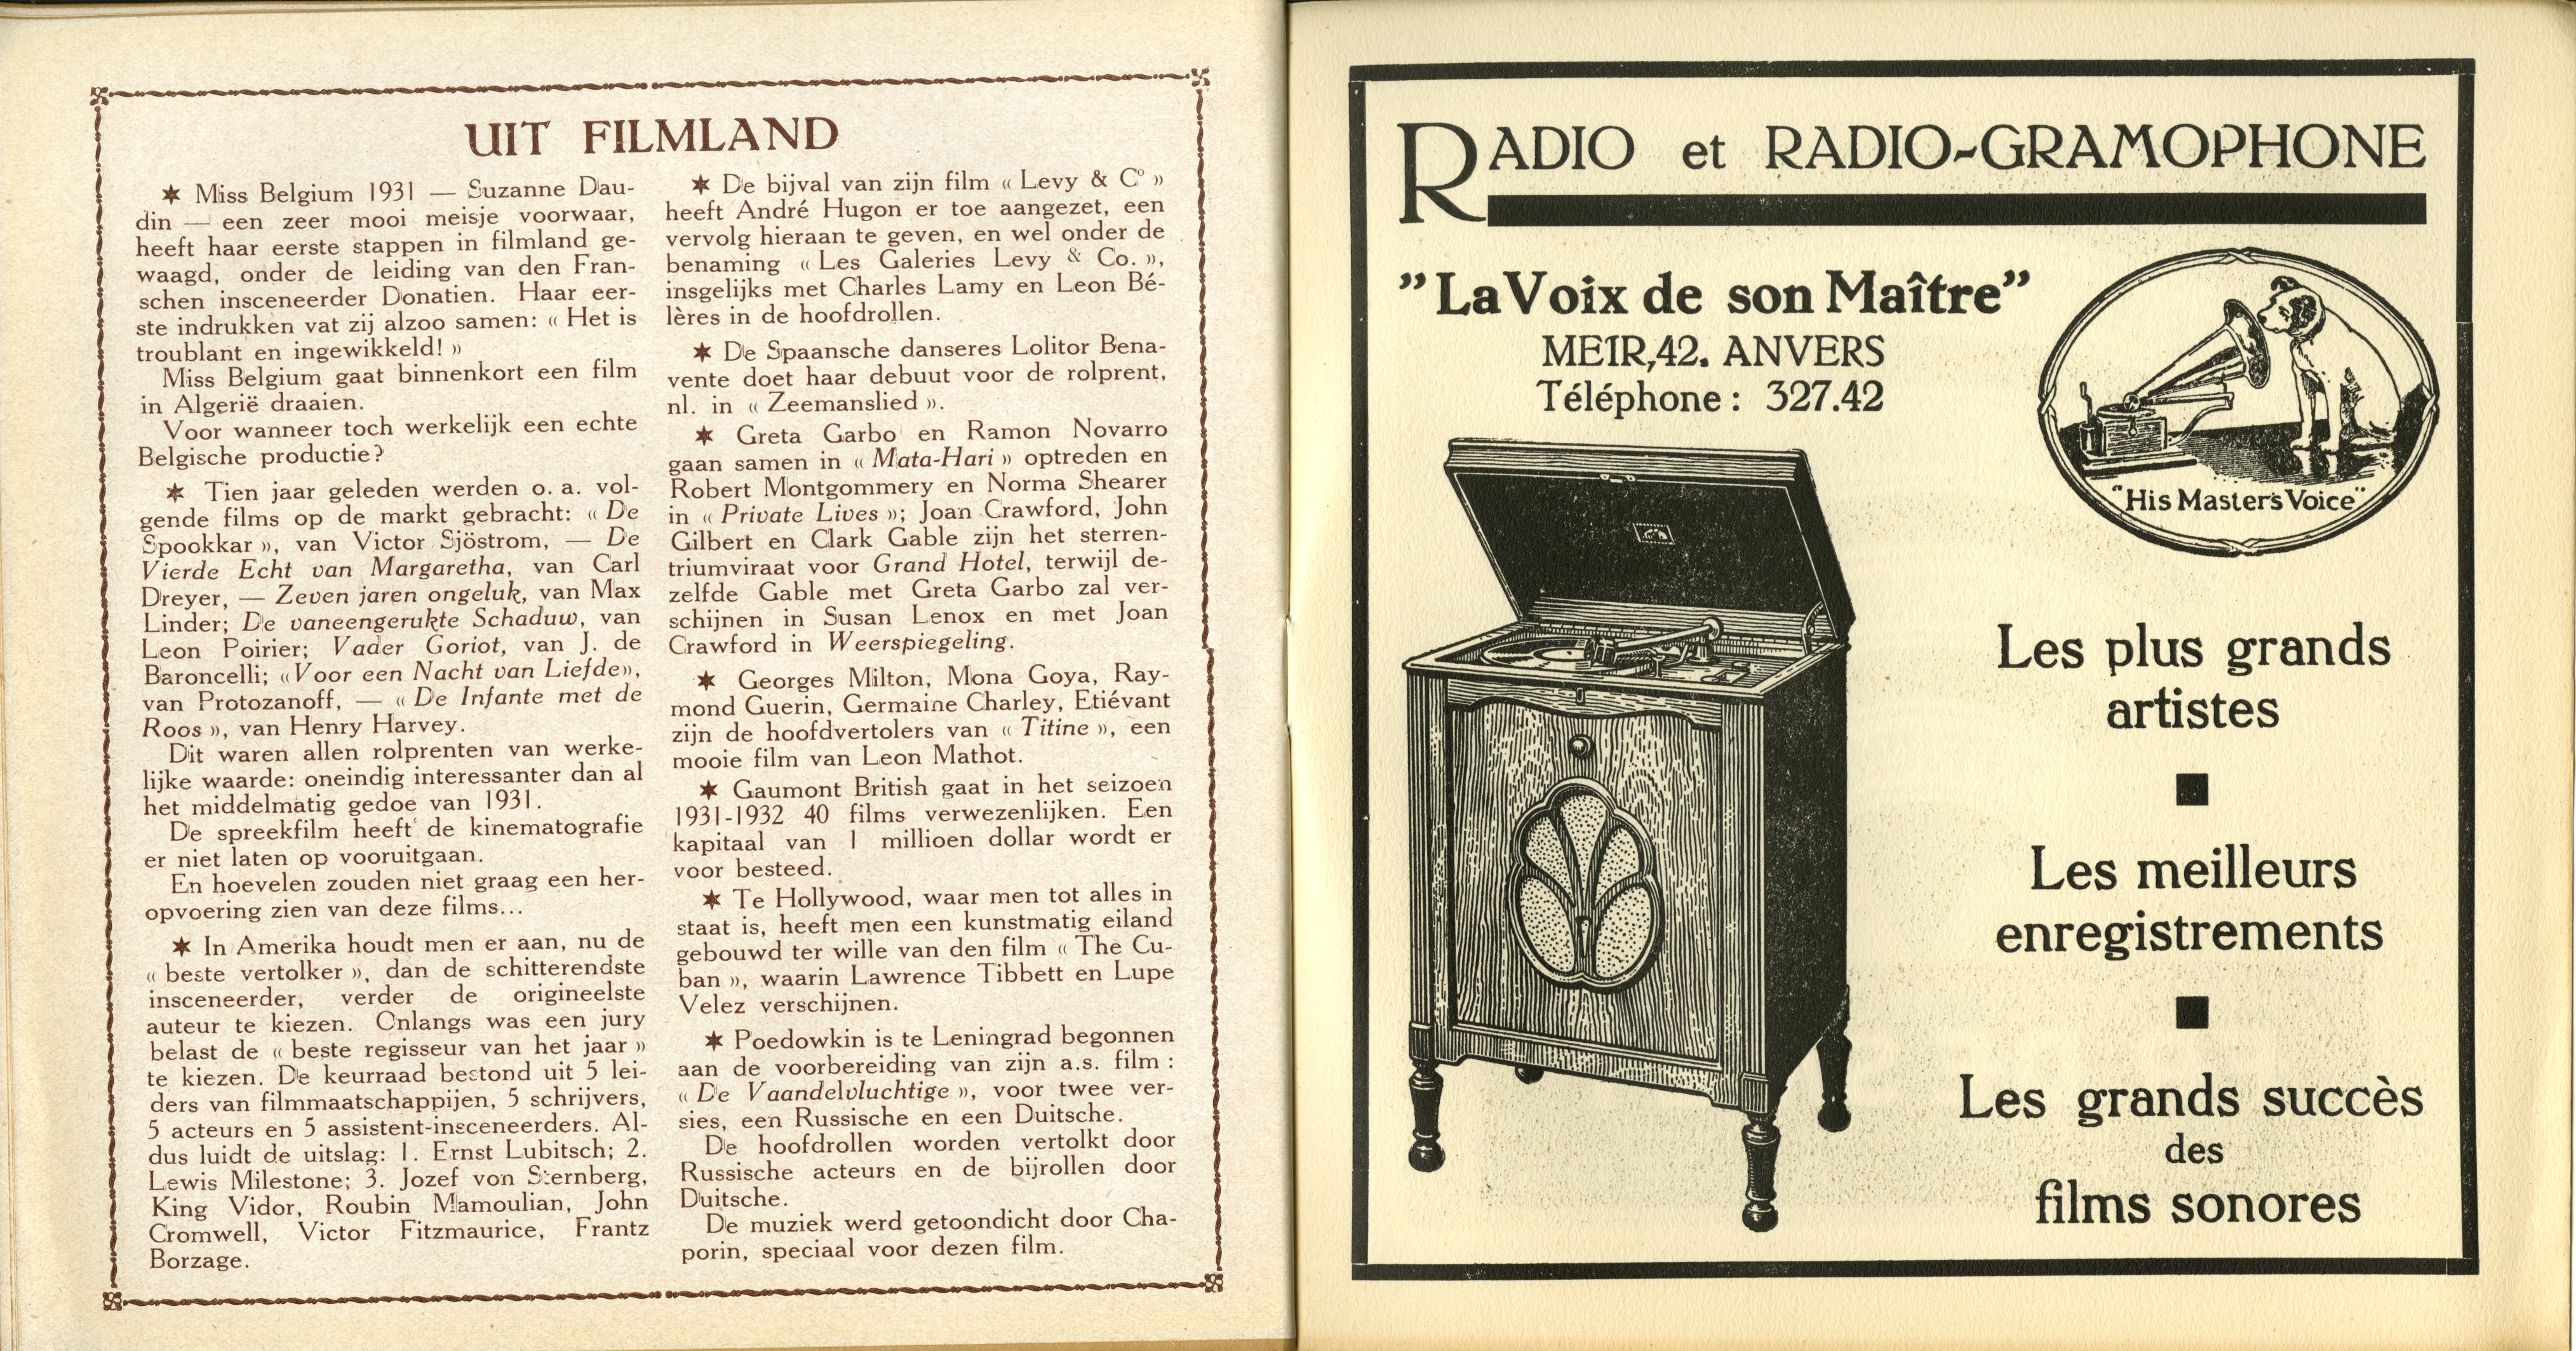 UIT FILMLAND
✶ Miss Belgium 1931 — Suzanne Dau-
din — een zeer mooi meisje voorwaar,
heeft haar eerste stappen in filmland ge-
waagd, onder de leiding van den Fran-
schen insceneerder Donatien. Haar eer-
ste indrukken vat zij alzoo samen: « Het is
troublant en ingewikkeld! »
Miss Belgium gaat binnenkort een film
in Algerië draaien.
Voor wanneer toch werkelijk een echte
Belgische productie?
✶ Tien jaar geleden werden o. a. vol-
gende films op de markt gebracht: « De
Spookkar », van Victor Sjöstrom, — De
Vierde Echt van Margaretha, van Carl
Dreyer, — Zeven jaren ongeluk, van Max
Linder; De vaneengerukte Schaduw, van
Leon Poirier; Vader Goriot, van J. de
Baroncelli; «Voor een Nacht van Liefde»,
van Protozanoff, — « De Infante met de
Roos », van Henry Harvey.
Dit waren allen rolprenten van werke-
lijke waarde: oneindig interessanter dan al
het middelmatig gedoe van 1931.
De spreekfilm heeft de kinematografie
er niet laten op vooruitgaan.
En hoevelen zouden niet graag een her-
opvoering zien van deze films...
✶ In Amerika houdt men er aan, nu de
« beste vertolker », dan de schitterendste
insceneerder, verder de origineelste
auteur te kiezen. Onlangs was een jury
belast de « beste regisseur van het jaar »
te kiezen. De keurraad bestond uit 5 lei-
ders van filmmaatschappijen, 5 schrijvers,
5 acteurs en 5 assistent-insceneerders. Al-
dus luidt de uitslag: 1. Ernst Lubitsch; 2.
Lewis Milestone; 3. Jozef von Sternberg,
King Vidor, Roubin Mamoulian, John
Cromwell, Victor Fitzmaurice, Frantz
Borzage.
✶ De bijval van zijn film « Levy & Cº »
heeft André Hugon er toe aangezet, een
vervolg hieraan te geven, en wel onder de
benaming « Les Galeries Levy & Co. »,
insgelijks met Charles Lamy en Leon Bé-
lères in de hoofdrollen.
✶ De Spaansche danseres Lolitor Bena-
vente doet haar debuut voor de rolprent,
nl. in « Zeemanslied ».
✶ Greta Garbo en Ramon Novarro
gaan samen in « Mata-Hari » optreden en
Robert Montgommery en Norma Shearer
in « Private Lives »; Joan Crawford, John
Gilbert en Clark Gable zijn het sterren-
triumviraat voor Grand Hotel, terwijl de-
zelfde Gable met Greta Garbo zal ver-
schijnen in Susan Lenox en met Joan
Crawford in Weerspiegeling.
✶ Georges Milton, Mona Goya, Ray-
mond Guerin, Germaine Charley, Etiévant
zijn de hoofdvertolers van « Titine », een
mooie film van Leon Mathot.
✶ Gaumont British gaat in het seizoen
1931-1932 40 films verwezenlijken. Een
kapitaal van 1 millioen dollar wordt er
voor besteed.
✶ Te Hollywood, waar men tot alles in
staat is, heeft men een kunstmatig eiland
gebouwd ter wille van den film « The Cu-
ban », waarin Lawrence Tibbett en Lupe
Velez verschijnen.
✶ Poedowkin is te Leningrad begonnen
aan de voorbereiding van zijn a.s. film :
« De Vaandelvluchtige », voor twee ver-
sies, een Russische en een Duitsche.
De hoofdrollen worden vertolkt door
Russische acteurs en de bijrollen door
Duitsche.
De muziek werd getoondicht door Cha-
porin, speciaal voor dezen film.
RADIO et RADIO-GRAMOPHONE
"La Voix de son Maître"
MEIR,42. ANVERS
Téléphone : 327.42
"His Master's Voice"
Les plus grands
artistes
Les meilleurs
enregistrements
Les grands succès
des
films sonores